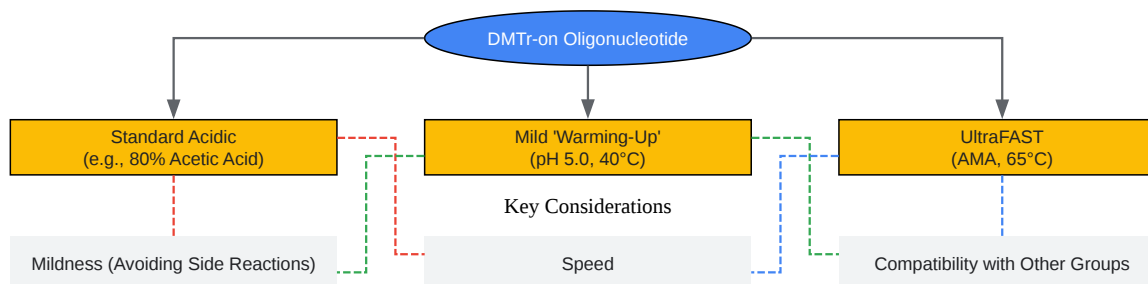 DMTr-on Oligonucleotide
Standard Acidic
(e.g., 80% Acetic Acid)
Mild 'Warming-Up'
(pH 5.0, 40°C)
UltraFAST
(AMA, 65°C)
Key Considerations
Mildness (Avoiding Side Reactions)
Speed
Compatibility with Other Groups